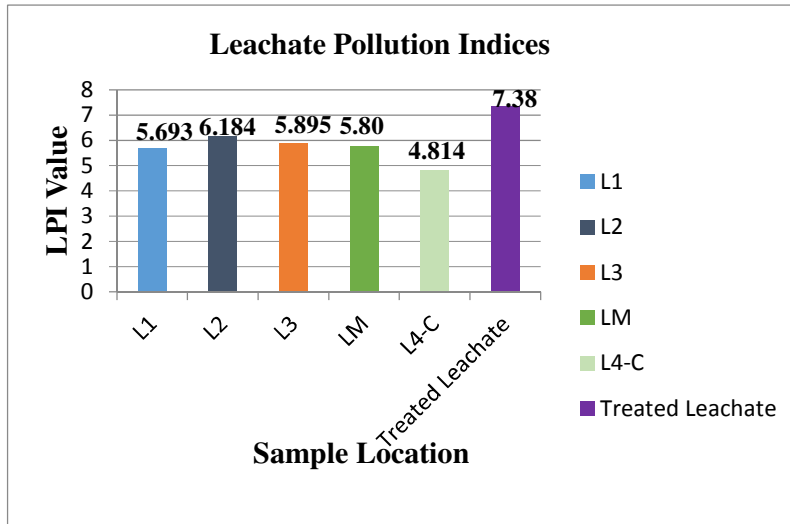 Leachate Pollution Indices
LPI Value
8
7
6
5
4
3
2
1
0
5.693
6.184
5.895
5.80
4.814
7.38
L1
L2
L3
LM
L4-C
Treated Leachate
Sample Location
L1
L2
L3
LM
L4-C
Treated Leachate